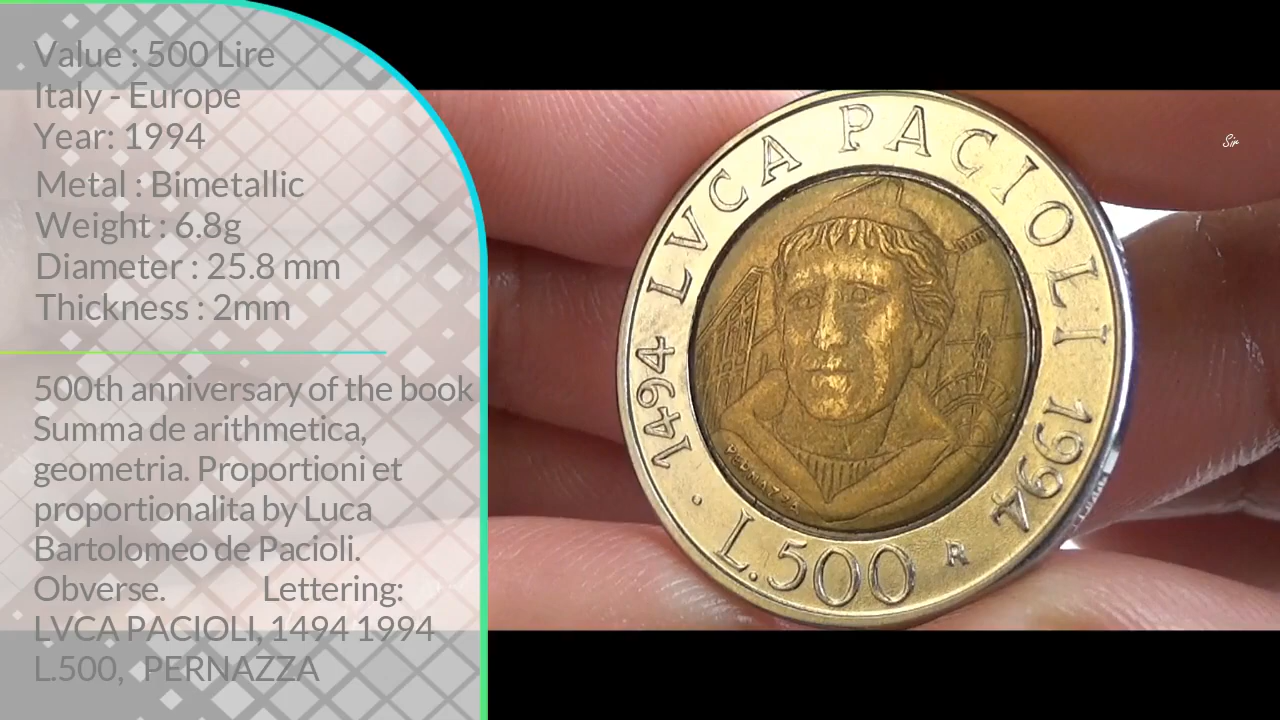 Value : 500 Lire
Italy - Europe
Year: 1994
Metal : Bimetallic
Weight : 6.8g
Diameter : 25.8 mm
Thickness : 2mm
500th anniversary of the book
Summa de arithmetica,
geometria. Proportioni et
proportionalita by Luca
Bartolomeo de Pacioli.
Obverse. Lettering:
LVCA PACIOLI, 1494 1994
L.500, PERNAZZA
1494 LVCA PACIOLI 1994
L.500 R
PERNAZZA
Sir